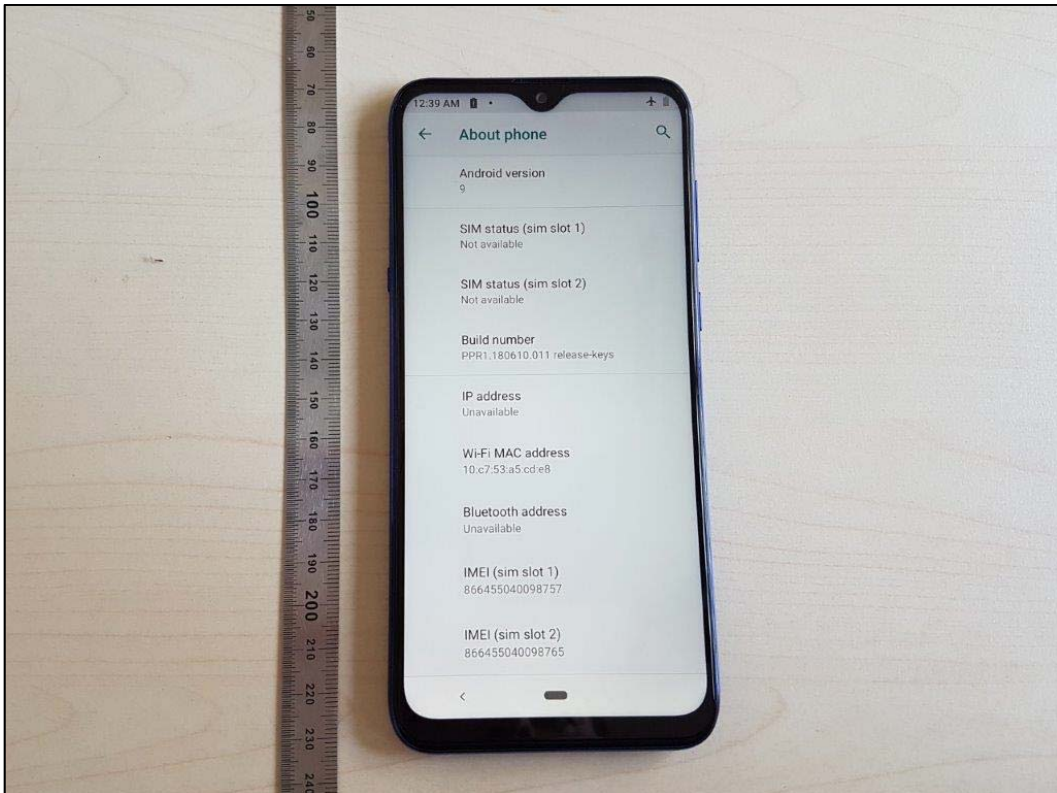 50
60
70
80
90
100
110
120
130
140
150
160
170
180
190
200
210
220
230
240
12:39 AM
About phone
Android version
9
SIM status (sim slot 1)
Not available
SIM status (sim slot 2)
Not available
Build number
PPR1.180610.011 release-keys
IP address
Unavailable
Wi-Fi MAC address
10:c7:53:a5:cd:e8
Bluetooth address
Unavailable
IMEI (sim slot 1)
866455040098757
IMEI (sim slot 2)
866455040098765